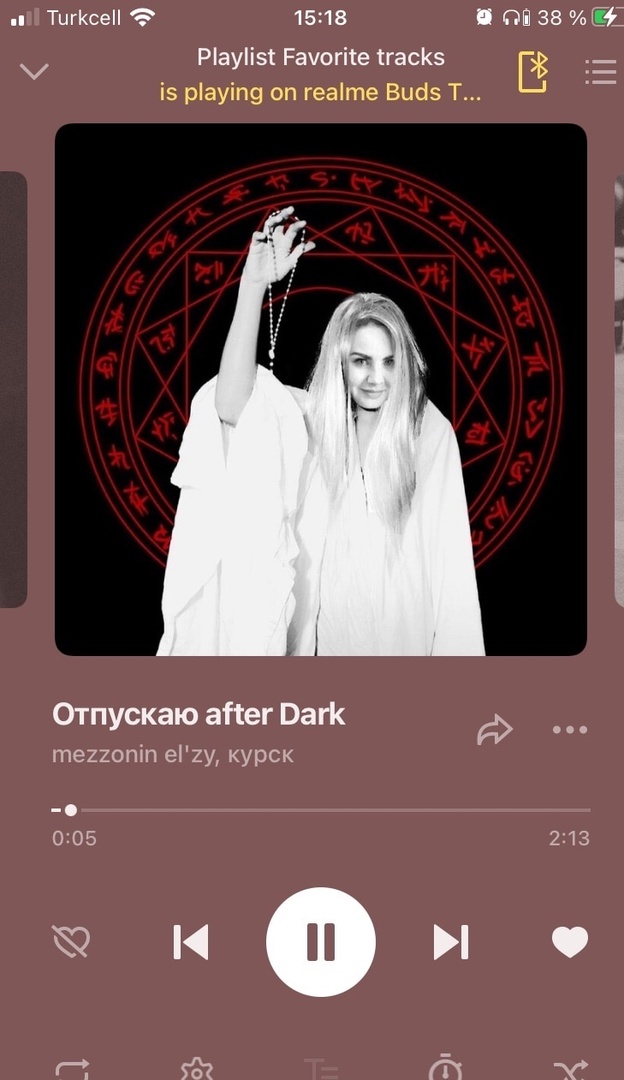 Turkcell 15:18 38 %
Playlist Favorite tracks
is playing on realme Buds T...
Отпускаю after Dark
mezzonin el'zy, курск
0:05 2:13